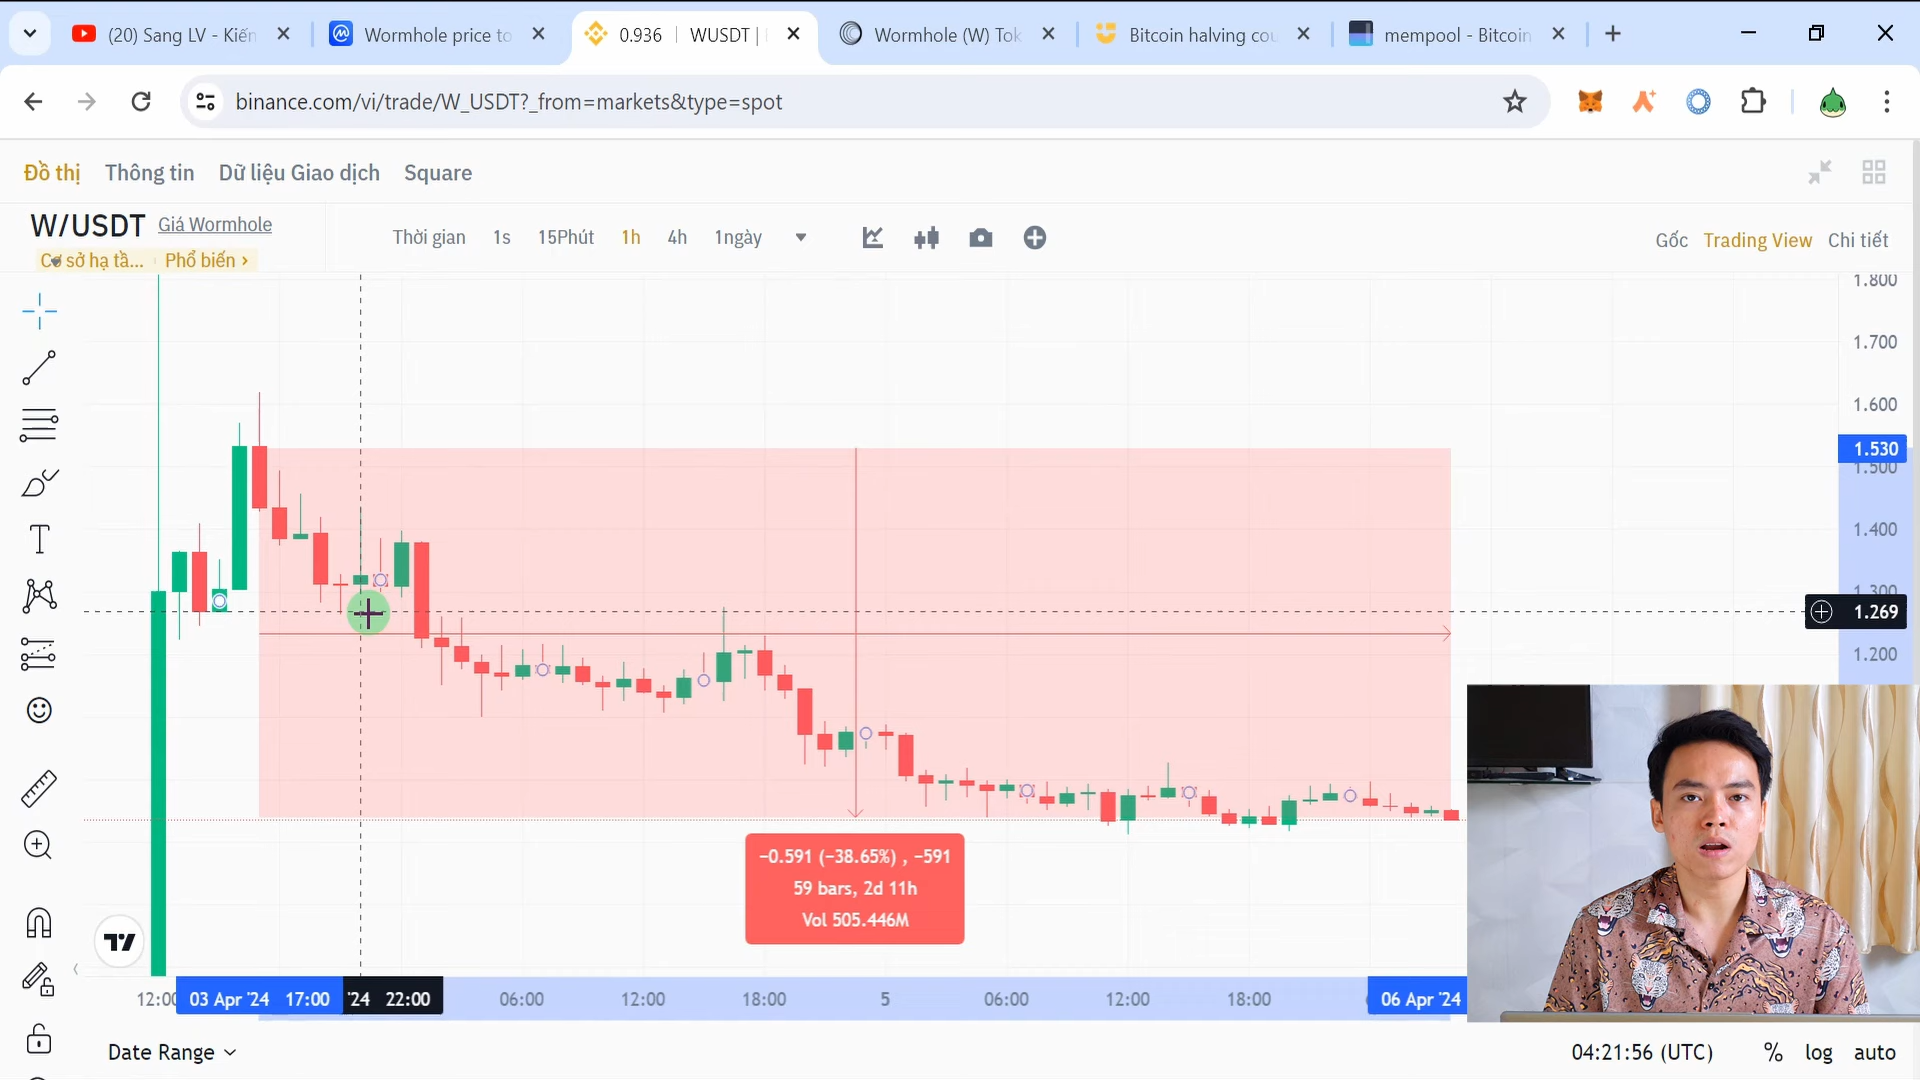 (20) Sang LV - Kiến
Wormhole price to
0.936 | WUSDT |
Wormhole (W) Tok
Bitcoin halving cou
mempool - Bitcoin
binance.com/vi/trade/W_USDT?_from=markets&type=spot
Đồ thị
Thông tin
Dữ liệu Giao dịch
Square
W/USDT
Giá Wormhole
Cơ sở hạ tầ...
Phổ biến ›
Thời gian
1s
15Phút
1h
4h
1ngày
Gốc
Trading View
Chi tiết
1.800
1.700
1.600
1.530
1.500
1.400
1.300
1.269
1.200
−0.591 (−38.65%) , −591
59 bars, 2d 11h
Vol 505.446M
12:00
03 Apr '24 17:00
'24 22:00
06:00
12:00
18:00
5
06:00
12:00
18:00
06 Apr '24
Date Range
04:21:56 (UTC)
%
log
auto